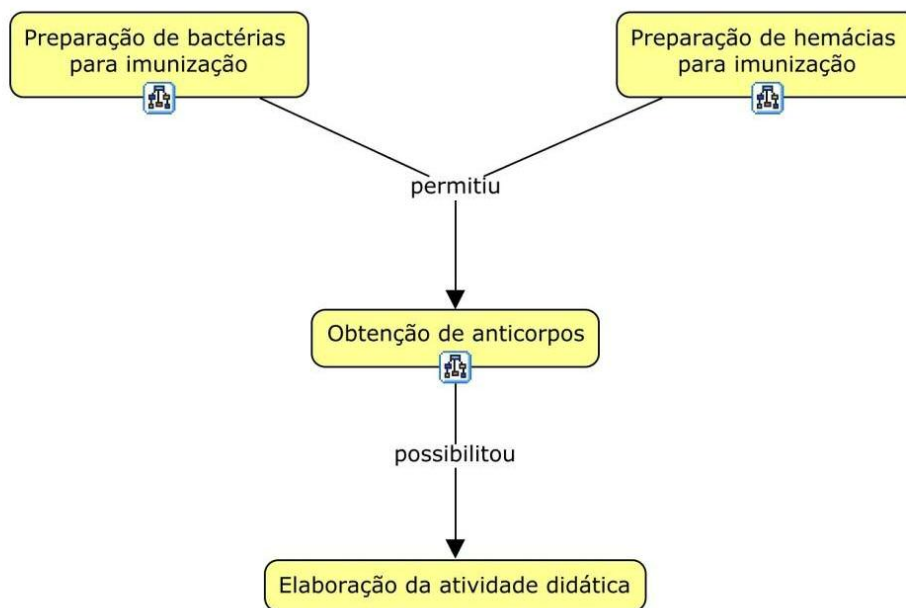 Preparação de bactérias
para imunização
Preparação de hemácias
para imunização
permitiu
Obtenção de anticorpos
possibilitou
Elaboração da atividade didática